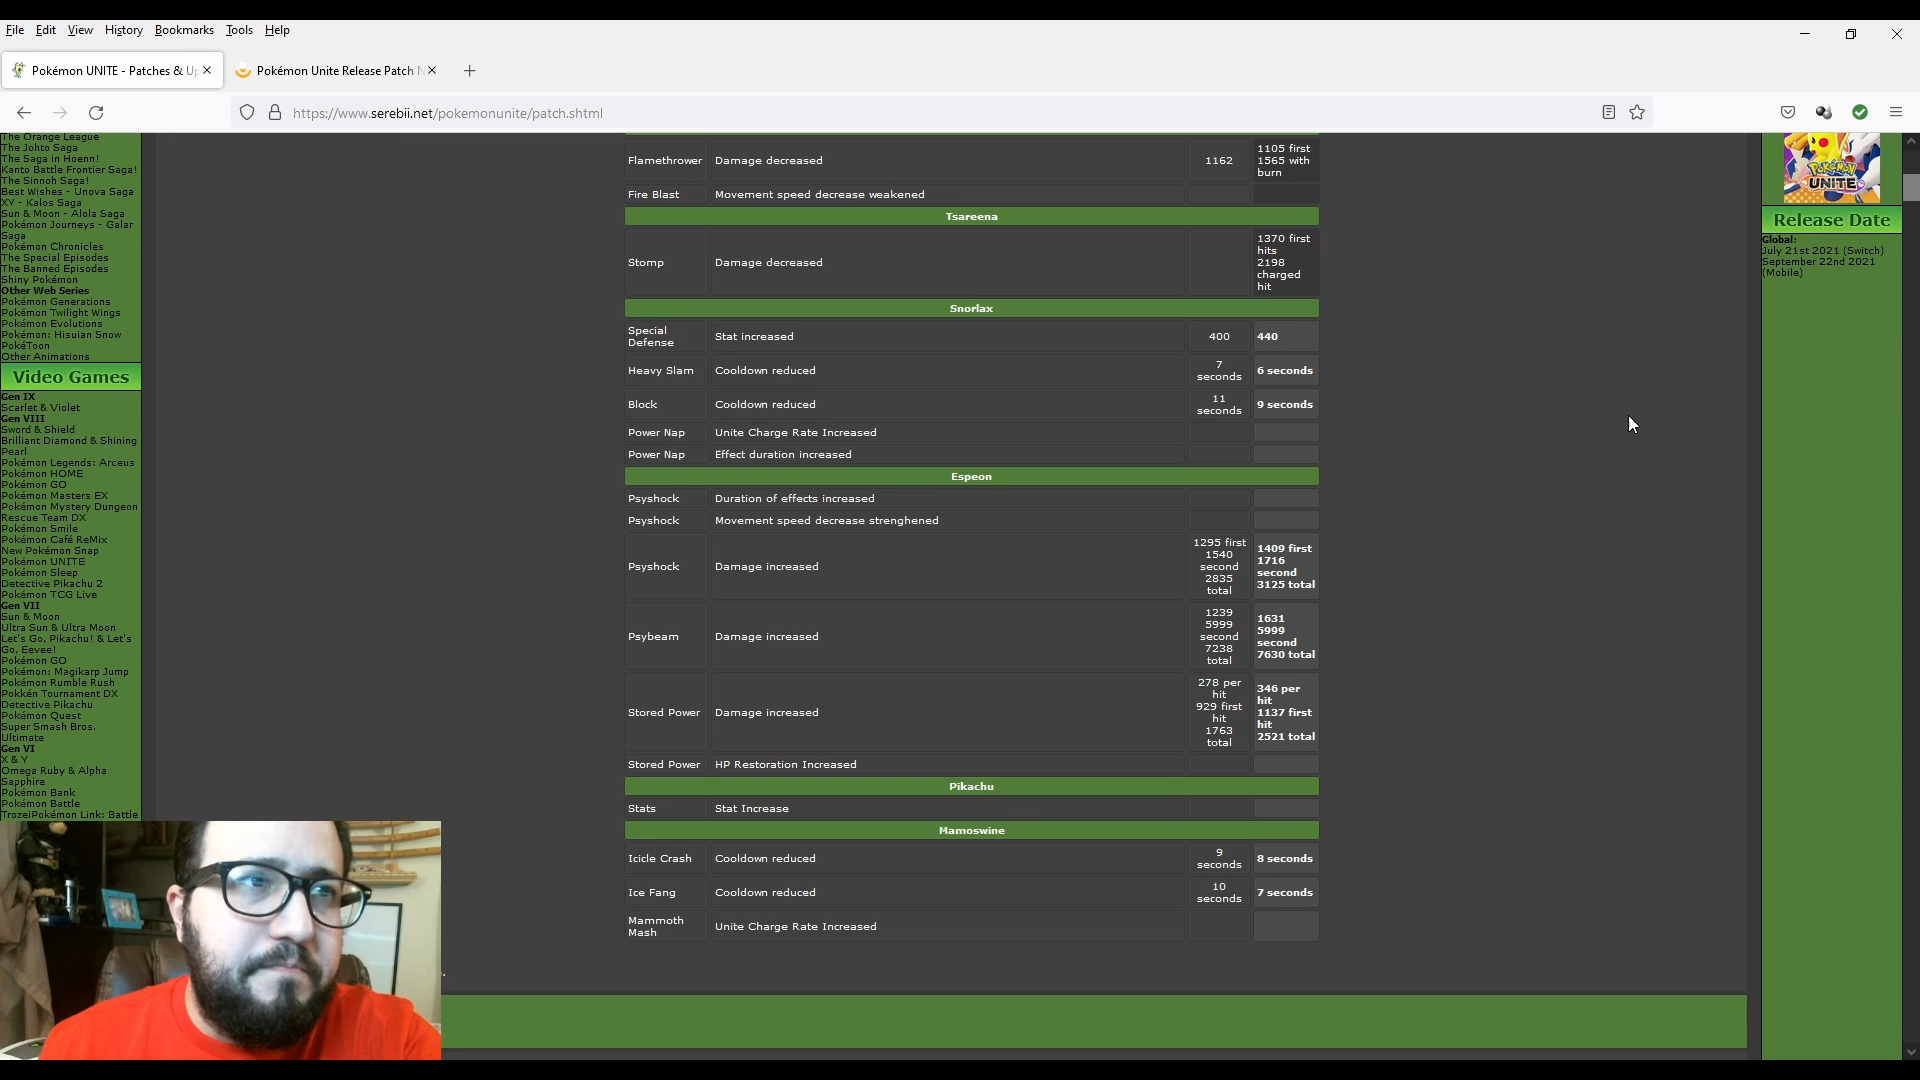 File Edit View History Bookmarks Tools Help
Pokémon UNITE - Patches & Up
Pokémon Unite Release Patch N
https://www.serebii.net/pokemonunite/patch.shtml
The Orange League
The Johto Saga
The Saga in Hoenn!
Kanto Battle Frontier Saga!
The Sinnoh Saga!
Best Wishes - Unova Saga
XY - Kalos Saga
Sun & Moon - Alola Saga
Pokémon Journeys - Galar
Saga
Pokémon Chronicles
The Special Episodes
The Banned Episodes
Shiny Pokémon
Other Web Series
Pokémon Generations
Pokémon Twilight Wings
Pokémon Evolutions
Pokémon: Hisuian Snow
PokéToon
Other Animations
Video Games
Gen IX
Scarlet & Violet
Gen VIII
Sword & Shield
Brilliant Diamond & Shining
Pearl
Pokémon Legends: Arceus
Pokémon HOME
Pokémon GO
Pokémon Masters EX
Pokémon Mystery Dungeon
Rescue Team DX
Pokémon Smile
Pokémon Café ReMix
New Pokémon Snap
Pokémon UNITE
Pokémon Sleep
Detective Pikachu 2
Pokémon TCG Live
Gen VII
Sun & Moon
Ultra Sun & Ultra Moon
Let's Go, Pikachu! & Let's
Go, Eevee!
Pokémon GO
Pokémon: Magikarp Jump
Pokémon Rumble Rush
Pokkén Tournament DX
Detective Pikachu
Pokémon Quest
Super Smash Bros.
Ultimate
Gen VI
X & Y
Omega Ruby & Alpha
Sapphire
Pokémon Bank
Pokémon Battle
TrozeiPokémon Link: Battle
Flamethrower Damage decreased 1162 1105 first
1565 with
burn
Fire Blast Movement speed decrease weakened
Tsareena
Stomp Damage decreased 1370 first
hits
2198
charged
hit
Snorlax
Special
Defense Stat increased 400 440
Heavy Slam Cooldown reduced 7
seconds 6 seconds
Block Cooldown reduced 11
seconds 9 seconds
Power Nap Unite Charge Rate Increased
Power Nap Effect duration increased
Espeon
Psyshock Duration of effects increased
Psyshock Movement speed decrease strenghened
Psyshock Damage increased
1295 first
1540
second
2835
total
1409 first
1716
second
3125 total
Psybeam Damage increased
1239
5999
second
7238
total
1631
5999
second
7630 total
Stored Power Damage increased
278 per
hit
929 first
hit
1763
total
346 per
hit
1137 first
hit
2521 total
Stored Power HP Restoration Increased
Pikachu
Stats Stat Increase
Mamoswine
Icicle Crash Cooldown reduced 9
seconds 8 seconds
Ice Fang Cooldown reduced 10
seconds 7 seconds
Mammoth
Mash Unite Charge Rate Increased
POKÉMON
UNITE
Release Date
Global:
July 21st 2021 (Switch)
September 22nd 2021
(Mobile)